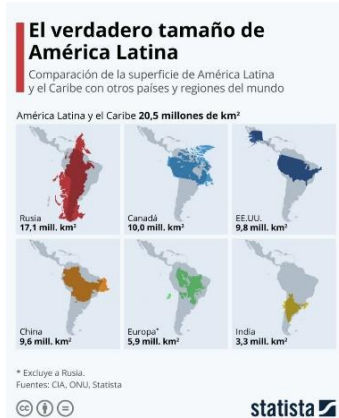 El verdadero tamaño de
América Latina
Comparación de la superficie de América Latina
y el Caribe con otros países y regiones del mundo
América Latina y el Caribe 20,5 millones de km²
Rusia
17,1 mill. km²
Canadá
10,0 mill. km²
EE.UU.
9,8 mill. km²
China
9,6 mill. km²
Europa*
5,9 mill. km²
India
3,3 mill. km²
* Excluye a Rusia.
Fuentes: CIA, ONU, Statista
cc
statista